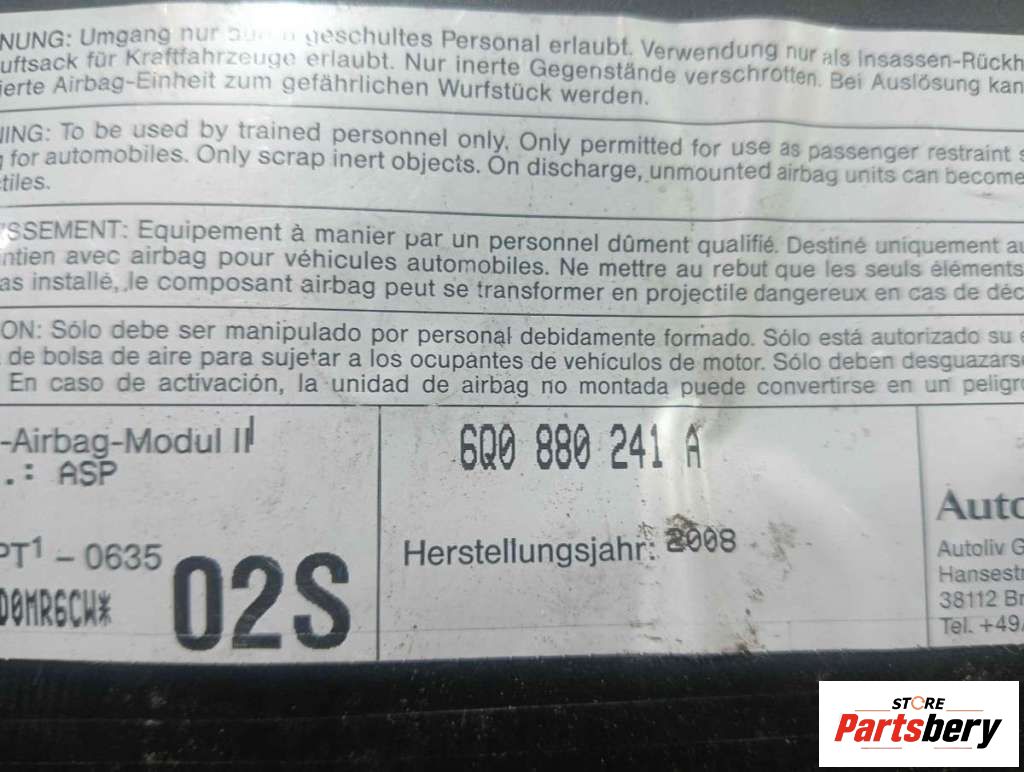 NUNG: Umgang nur geschultes Personal erlaubt. Verwendung nur als Insassen-Rückh
uftsack für Kraftfahrzeuge erlaubt. Nur inerte Gegenstände verschrotten. Bei Auslösung kan
ierte Airbag-Einheit zum gefährlichen Wurfstück werden.
NING: To be used by trained personnel only. Only permitted for use as passenger restraint s
g for automobiles. Only scrap inert objects. On discharge, unmounted airbag units can become
tiles.
SSEMENT: Equipement à manier par un personnel dûment qualifié. Destiné uniquement au
ntien avec airbag pour véhicules automobiles. Ne mettre au rebut que les seuls éléments
as installé, le composant airbag peut se transformer en projectile dangereux en cas de déc
ON: Sólo debe ser manipulado por personal debidamente formado. Sólo está autorizado su
de bolsa de aire para sujetar a los ocupantes de vehículos de motor. Sólo deben desguazarse
En caso de activación, la unidad de airbag no montada puede convertirse en un peligro
-Airbag-Modul II
.: ASP
PT1 - 0635
D0MR6CW*
02S
6Q0 880 241 A
Herstellungsjahr: 2008
Auto
Autoliv G
Hansestr
38112 Br
Tel. +49/
STORE
Partsbery